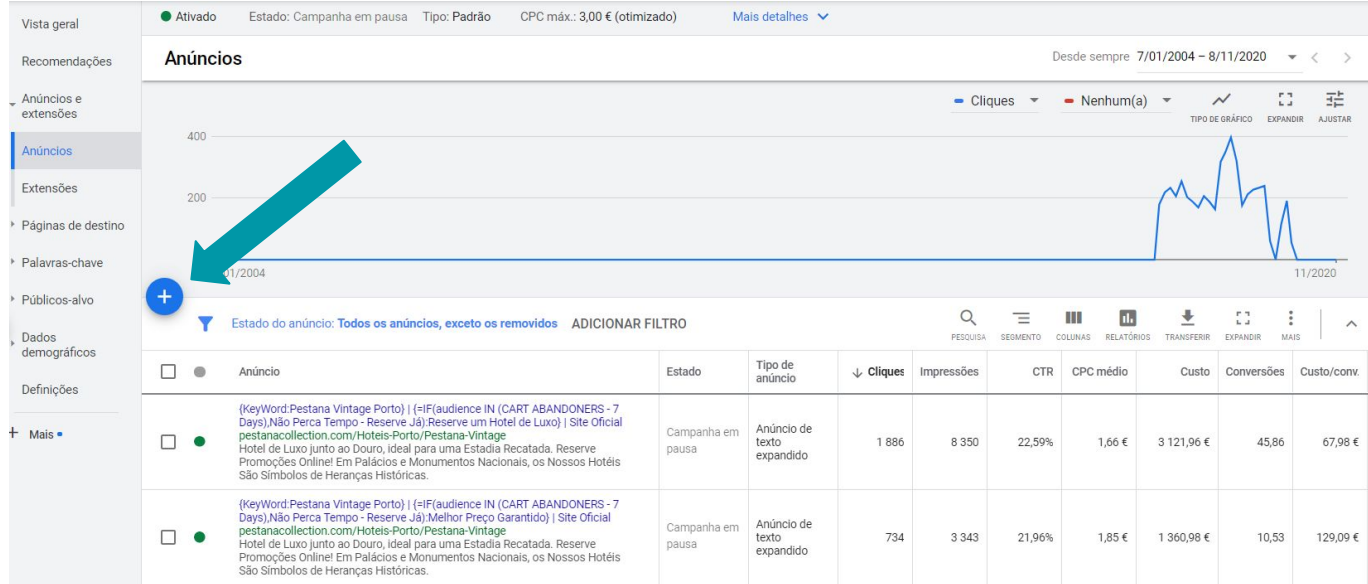 Vista geral
Recomendações
Anúncios e
extensões
Anúncios
Extensões
Páginas de destino
Palavras-chave
Públicos-alvo
Dados
demográficos
Definições
+ Mais
Ativado Estado: Campanha em pausa Tipo: Padrão CPC máx.: 3,00 € (otimizado) Mais detalhes
Anúncios Desde sempre 7/01/2004 – 8/11/2020
Cliques Nenhum(a) TIPO DE GRÁFICO EXPANDIR AJUSTAR
400
200
01/2004 11/2020
+
Estado do anúncio: Todos os anúncios, exceto os removidos ADICIONAR FILTRO PESQUISA SEGMENTO COLUNAS RELATÓRIOS TRANSFERIR EXPANDIR MAIS
Anúncio Estado Tipo de anúncio Cliques Impressões CTR CPC médio Custo Conversões Custo/conv.
{KeyWord:Pestana Vintage Porto} | {=IF(audience IN (CART ABANDONERS - 7
Days),Não Perca Tempo - Reserve Já):Reserve um Hotel de Luxo} | Site Oficial
pestanacollection.com/Hoteis-Porto/Pestana-Vintage
Hotel de Luxo junto ao Douro, ideal para uma Estadia Recatada. Reserve
Promoções Online! Em Palácios e Monumentos Nacionais, os Nossos Hotéis
São Símbolos de Heranças Históricas.
Campanha em
pausa
Anúncio de
texto
expandido
1 886 8 350 22,59% 1,66 € 3 121,96 € 45,86 67,98 €
{KeyWord:Pestana Vintage Porto} | {=IF(audience IN (CART ABANDONERS - 7
Days),Não Perca Tempo - Reserve Já):Melhor Preço Garantido} | Site Oficial
pestanacollection.com/Hoteis-Porto/Pestana-Vintage
Hotel de Luxo junto ao Douro, ideal para uma Estadia Recatada. Reserve
Promoções Online! Em Palácios e Monumentos Nacionais, os Nossos Hotéis
São Símbolos de Heranças Históricas.
Campanha em
pausa
Anúncio de
texto
expandido
734 3 343 21,96% 1,85 € 1 360,98 € 10,53 129,09 €